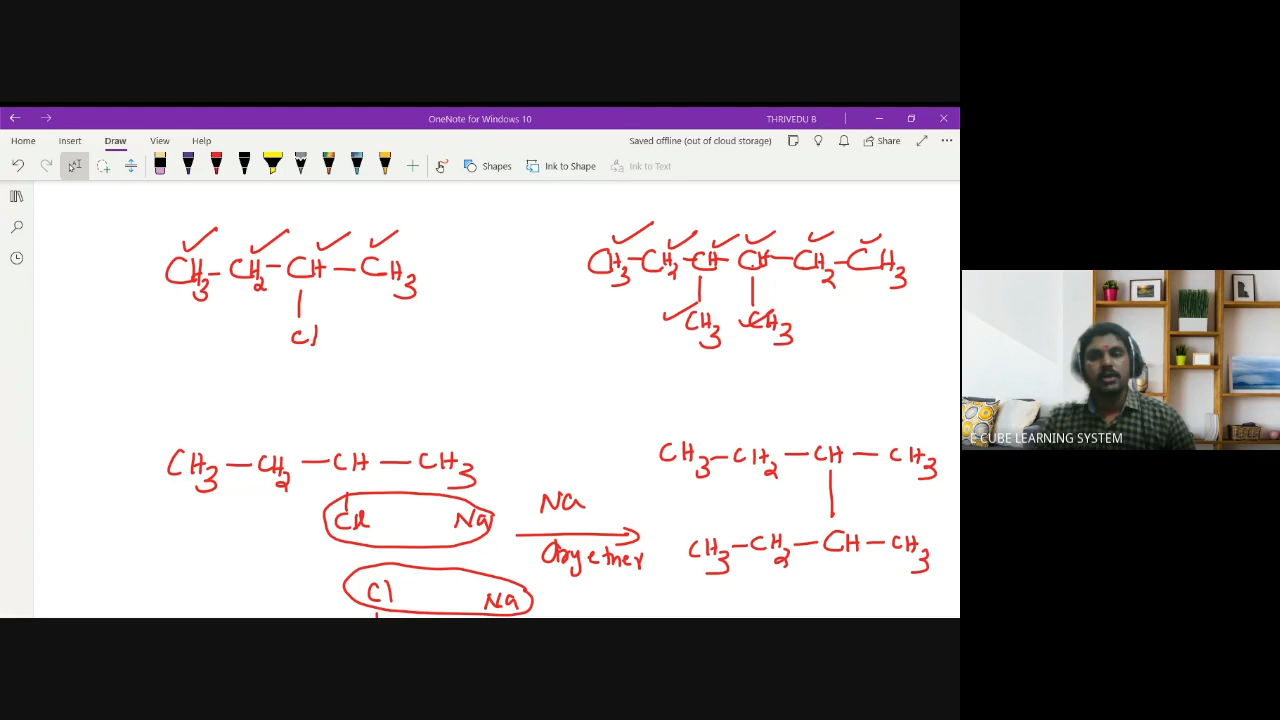 OneNote for Windows 10
THRIVEDU B
Home Insert Draw View Help
Saved offline (out of cloud storage)
Share
Shapes
Ink to Shape
Ink to Text
CH3-CH2-CH-CH3
Cl
CH3-CH2-CH-CH-CH2-CH3
CH3 CH3
CH3-CH2-CH-CH3
Cl Na
Na
Cl Na
CH3-CH2-CH-CH3
CH3-CH2-CH-CH3
E CUBE LEARNING SYSTEM